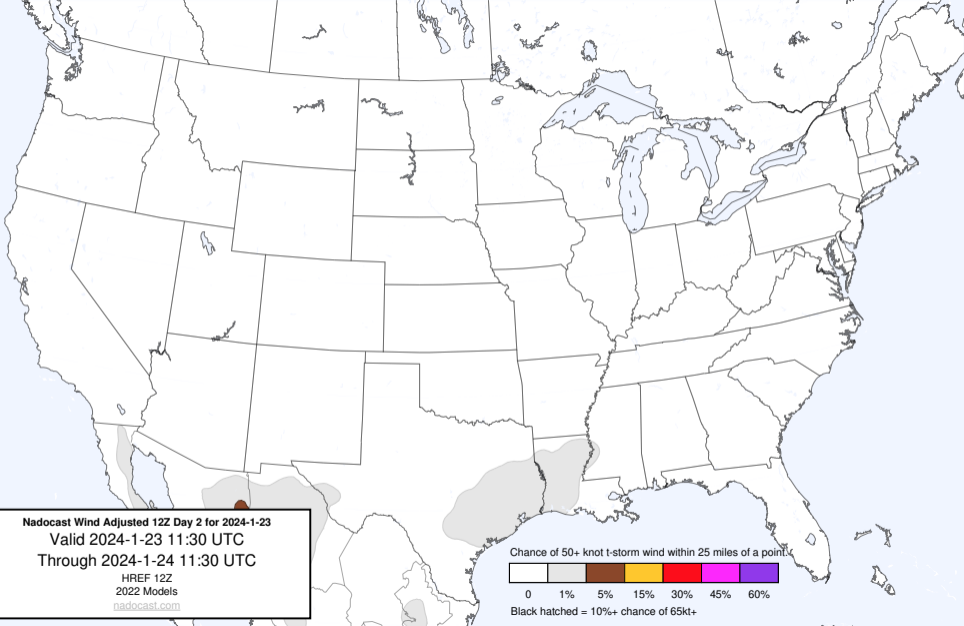 Nadocast Wind Adjusted 12Z Day 2 for 2024-1-23
Valid 2024-1-23 11:30 UTC
Through 2024-1-24 11:30 UTC
HREF 12Z
2022 Models
nadocast.com
Chance of 50+ knot t-storm wind within 25 miles of a point.
0 1% 5% 15% 30% 45% 60%
Black hatched = 10%+ chance of 65kt+